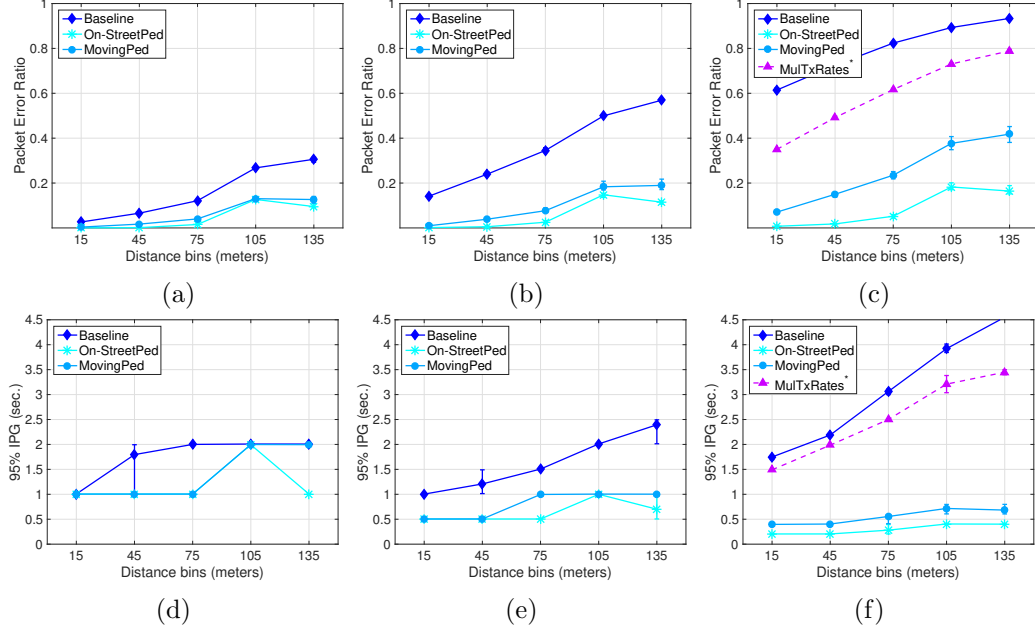 1
0.8
0.6
0.4
0.2
Packet Error Ratio
Baseline
On-StreetPed
MovingPed
15 45 75 105 135
Distance bins (meters)
(a)
1
0.8
0.6
0.4
0.2
Packet Error Ratio
Baseline
On-StreetPed
MovingPed
15 45 75 105 135
Distance bins (meters)
(b)
1
0.8
0.6
0.4
0.2
Packet Error Ratio
Baseline
On-StreetPed
MovingPed
MulTxRates*
15 45 75 105 135
Distance bins (meters)
(c)
4.5
4
3.5
3
2.5
2
1.5
1
0.5
0
95% IPG (sec.)
Baseline
On-StreetPed
MovingPed
15 45 75 105 135
Distance bins (meters)
(d)
4.5
4
3.5
3
2.5
2
1.5
1
0.5
0
95% IPG (sec.)
Baseline
On-StreetPed
MovingPed
15 45 75 105 135
Distance bins (meters)
(e)
4.5
4
3.5
3
2.5
2
1.5
1
0.5
0
95% IPG (sec.)
Baseline
On-StreetPed
MovingPed
MulTxRates*
15 45 75 105 135
Distance bins (meters)
(f)